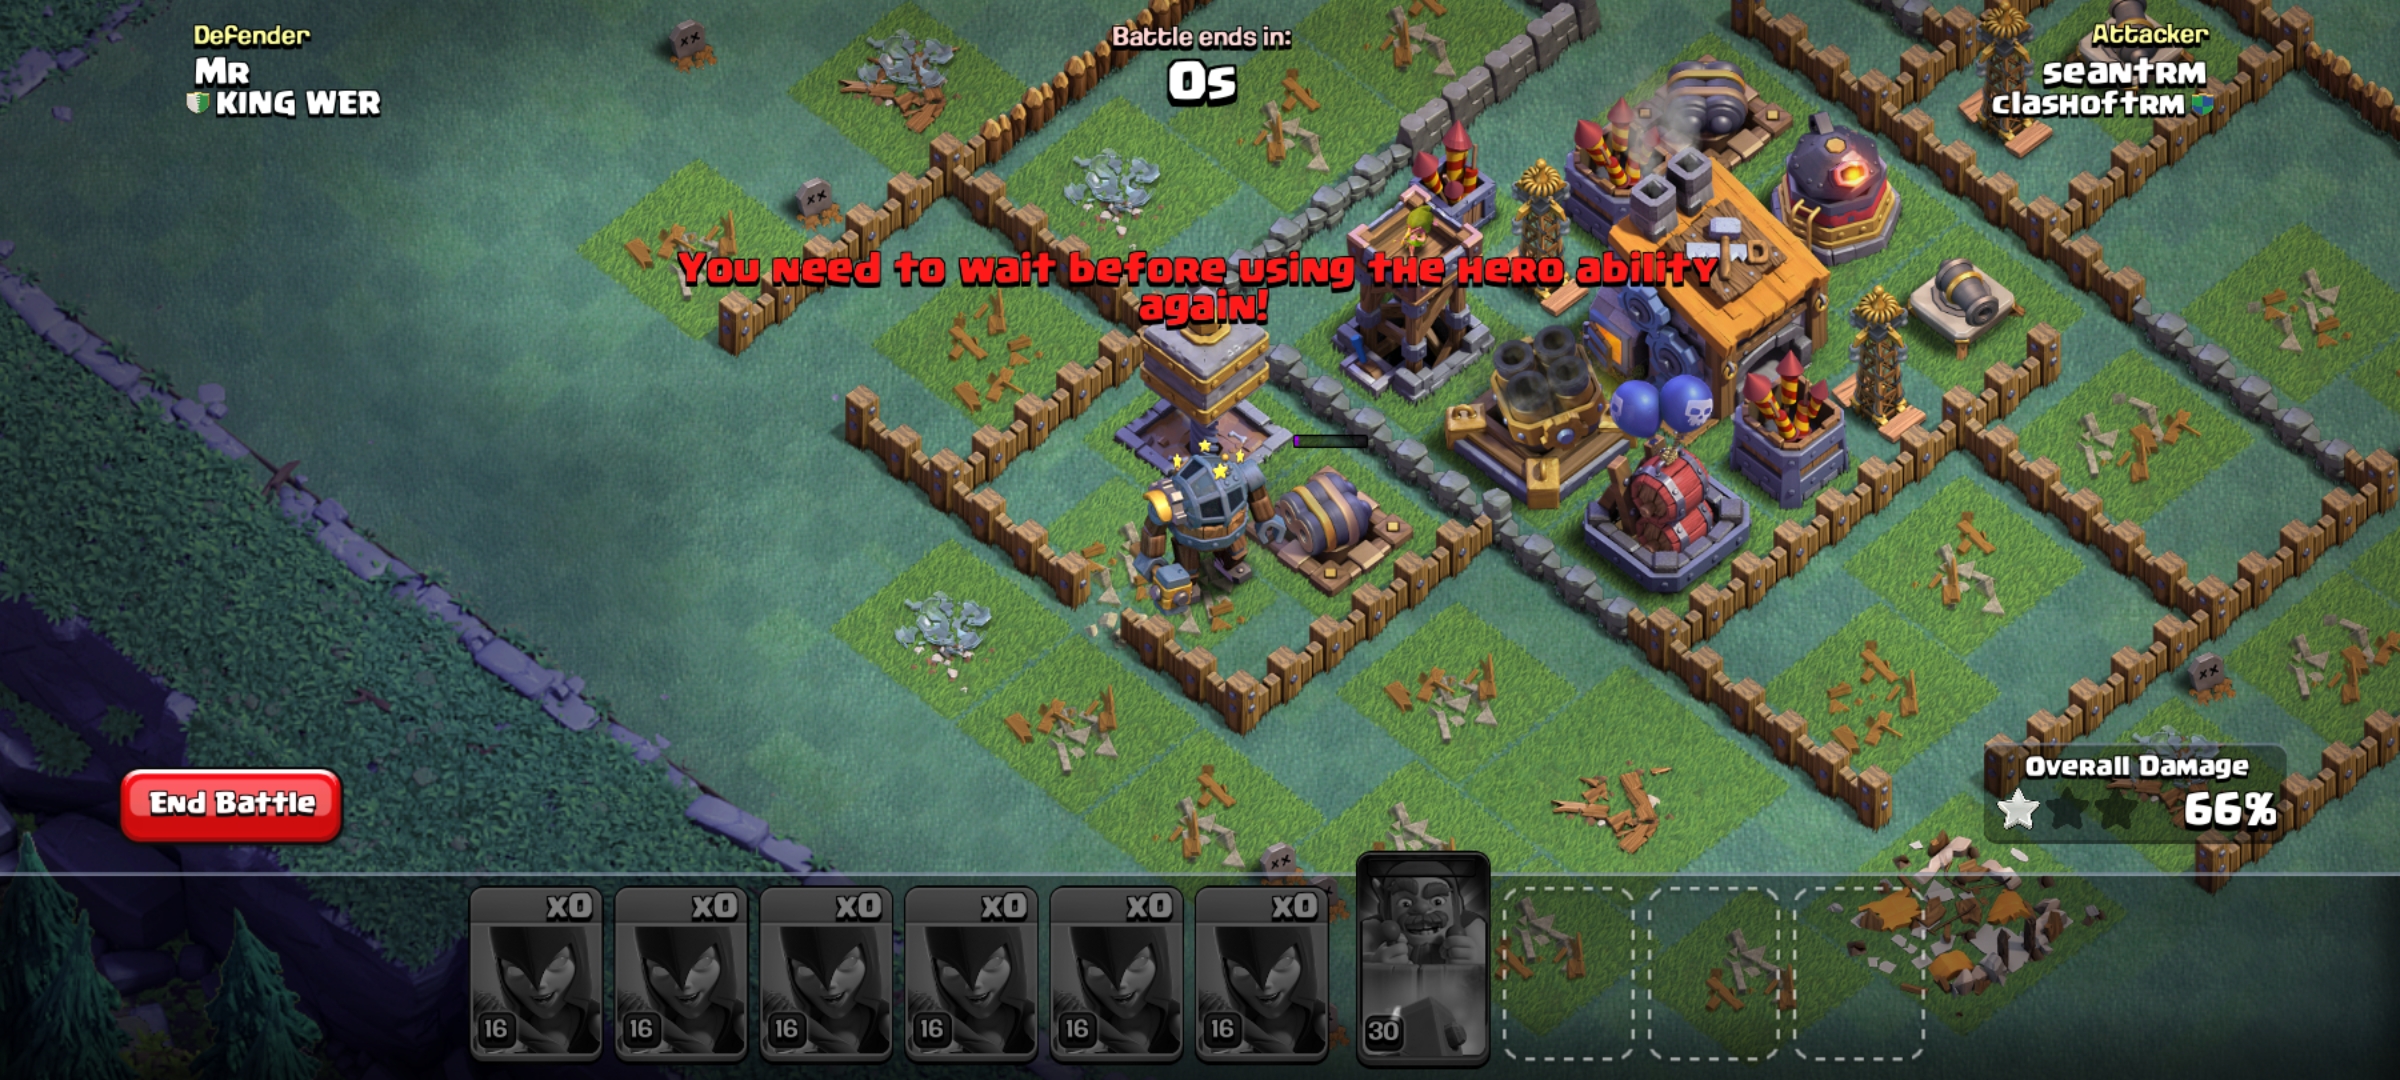 Defender
Mr
KING WER
Battle ends in:
0s
Attacker
seantrm
clashoftrm
You need to wait before using the Hero ability
again!
End Battle
Overall Damage
66%
x0
x0
x0
x0
x0
x0
16
16
16
16
16
16
30